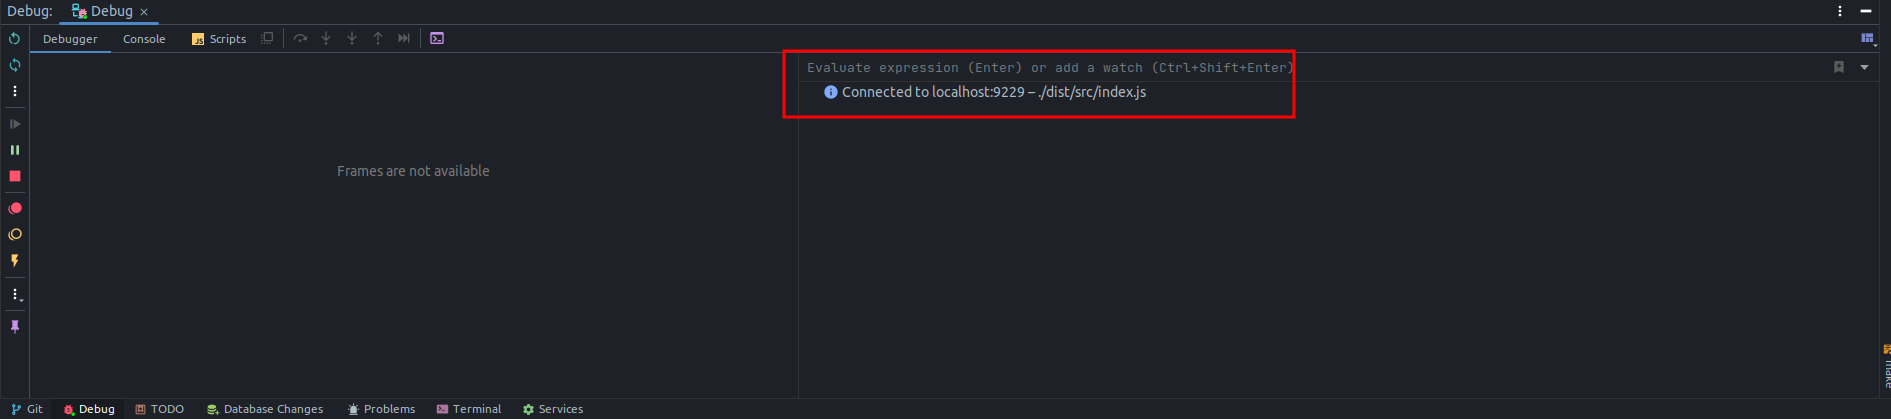 Debug: Debug
Debugger Console JS Scripts
Evaluate expression (Enter) or add a watch (Ctrl+Shift+Enter)
Connected to localhost:9229 – ./dist/src/index.js
Frames are not available
make
Git Debug TODO Database Changes Problems Terminal Services